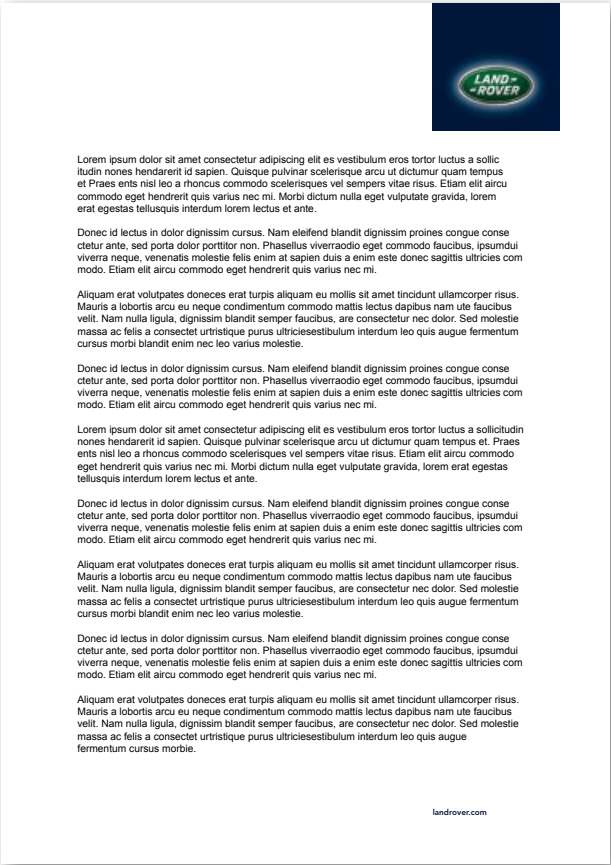 LAND-
-ROVER
Lorem ipsum dolor sit amet consectetur adipiscing elit es vestibulum eros tortor luctus a sollic
itudin nones hendarerit id sapien. Quisque pulvinar scelerisque arcu ut dictumur quam tempus
et Praes ents nisl leo a rhoncus commodo scelerisques vel sempers vitae risus. Etiam elit aircu
commodo eget hendrerit quis varius nec mi. Morbi dictum nulla eget vulputate gravida, lorem
erat egestas tellusquis interdum lorem lectus et ante.
Donec id lectus in dolor dignissim cursus. Nam eleifend blandit dignissim proines congue conse
ctetur ante, sed porta dolor porttitor non. Phasellus viverraodio eget commodo faucibus, ipsumdui
viverra neque, venenatis molestie felis enim at sapien duis a enim este donec sagittis ultricies com
modo. Etiam elit aircu commodo eget hendrerit quis varius nec mi.
Aliquam erat volutpates doneces erat turpis aliquam eu mollis sit amet tincidunt ullamcorper risus.
Mauris a lobortis arcu eu neque condimentum commodo mattis lectus dapibus nam ute faucibus
velit. Nam nulla ligula, dignissim blandit semper faucibus, are consectetur nec dolor. Sed molestie
massa ac felis a consectet urtristique purus ultriciesestibulum interdum leo quis augue fermentum
cursus morbi blandit enim nec leo varius molestie.
Donec id lectus in dolor dignissim cursus. Nam eleifend blandit dignissim proines congue conse
ctetur ante, sed porta dolor porttitor non. Phasellus viverraodio eget commodo faucibus, ipsumdui
viverra neque, venenatis molestie felis enim at sapien duis a enim este donec sagittis ultricies com
modo. Etiam elit aircu commodo eget hendrerit quis varius nec mi.
Lorem ipsum dolor sit amet consectetur adipiscing elit es vestibulum eros tortor luctus a sollicitudin
nones hendarerit id sapien. Quisque pulvinar scelerisque arcu ut dictumur quam tempus et. Praes
ents nisl leo a rhoncus commodo scelerisques vel sempers vitae risus. Etiam elit aircu commodo
eget hendrerit quis varius nec mi. Morbi dictum nulla eget vulputate gravida, lorem erat egestas
tellusquis interdum lorem lectus et ante.
Donec id lectus in dolor dignissim cursus. Nam eleifend blandit dignissim proines congue conse
ctetur ante, sed porta dolor porttitor non. Phasellus viverraodio eget commodo faucibus, ipsumdui
viverra neque, venenatis molestie felis enim at sapien duis a enim este donec sagittis ultricies com
modo. Etiam elit aircu commodo eget hendrerit quis varius nec mi.
Aliquam erat volutpates doneces erat turpis aliquam eu mollis sit amet tincidunt ullamcorper risus.
Mauris a lobortis arcu eu neque condimentum commodo mattis lectus dapibus nam ute faucibus
velit. Nam nulla ligula, dignissim blandit semper faucibus, are consectetur nec dolor. Sed molestie
massa ac felis a consectet urtristique purus ultriciesestibulum interdum leo quis augue fermentum
cursus morbi blandit enim nec leo varius molestie.
Donec id lectus in dolor dignissim cursus. Nam eleifend blandit dignissim proines congue conse
ctetur ante, sed porta dolor porttitor non. Phasellus viverraodio eget commodo faucibus, ipsumdui
viverra neque, venenatis molestie felis enim at sapien duis a enim este donec sagittis ultricies com
modo. Etiam elit aircu commodo eget hendrerit quis varius nec mi.
Aliquam erat volutpates doneces erat turpis aliquam eu mollis sit amet tincidunt ullamcorper risus.
Mauris a lobortis arcu eu neque condimentum commodo mattis lectus dapibus nam ute faucibus
velit. Nam nulla ligula, dignissim blandit semper faucibus, are consectetur nec dolor. Sed molestie
massa ac felis a consectet urtristique purus ultriciesestibulum interdum leo quis augue
fermentum cursus morbie.
landrover.com